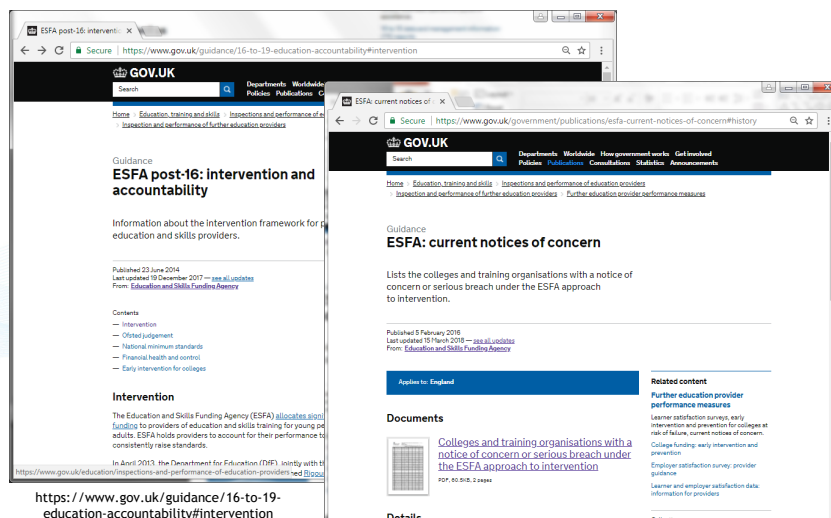 ESFA post-16: interventic
Secure | https://www.gov.uk/guidance/16-to-19-education-accountability#intervention
GOV.UK
Search
Departments Worldwide
Policies Publications
Home > Education, training and skills > Inspections and performance of e
> Inspection and performance of further education providers
Guidance
ESFA post-16: intervention and
accountability
Information about the intervention framework for p
education and skills providers.
Published 23 June 2014
Last updated 19 December 2017 — see all updates
From: Education and Skills Funding Agency
Contents
— Intervention
— Ofsted judgement
— National minimum standards
— Financial health and control
— Early intervention for colleges
Intervention
The Education and Skills Funding Agency (ESFA) allocates signi
funding to providers of education and skills training for young pe
adults. ESFA holds providers to account for their performance to
consistently raise standards.
In April 2013, the Department for Education (DfE), jointly with t
https://www.gov.uk/education/inspections-and-performance-of-education-providers
ed Rigou
https://www.gov.uk/guidance/16-to-19-
education-accountability#intervention
ESFA: current notices of
Secure | https://www.gov.uk/government/publications/esfa-current-notices-of-concern#history
GOV.UK
Search
Departments Worldwide How government works Get involved
Policies Publications Consultations Statistics Announcements
Home > Education, training and skills > Inspections and performance of education providers
> Inspection and performance of further education providers > Further education provider performance measures
Guidance
ESFA: current notices of concern
Lists the colleges and training organisations with a notice of
concern or serious breach under the ESFA approach
to intervention.
Published 5 February 2016
Last updated 15 March 2018 — see all updates
From: Education and Skills Funding Agency
Applies to: England
Documents
Colleges and training organisations with a
notice of concern or serious breach under
the ESFA approach to intervention
PDF, 60.5KB, 2 pages
Details
Related content
Further education provider
performance measures
Learner satisfaction surveys, early
intervention and prevention for colleges at
risk of failure, current notices of concern.
College funding: early intervention and
prevention
Employer satisfaction survey: provider
guidance
Learner and employer satisfaction data:
information for providers